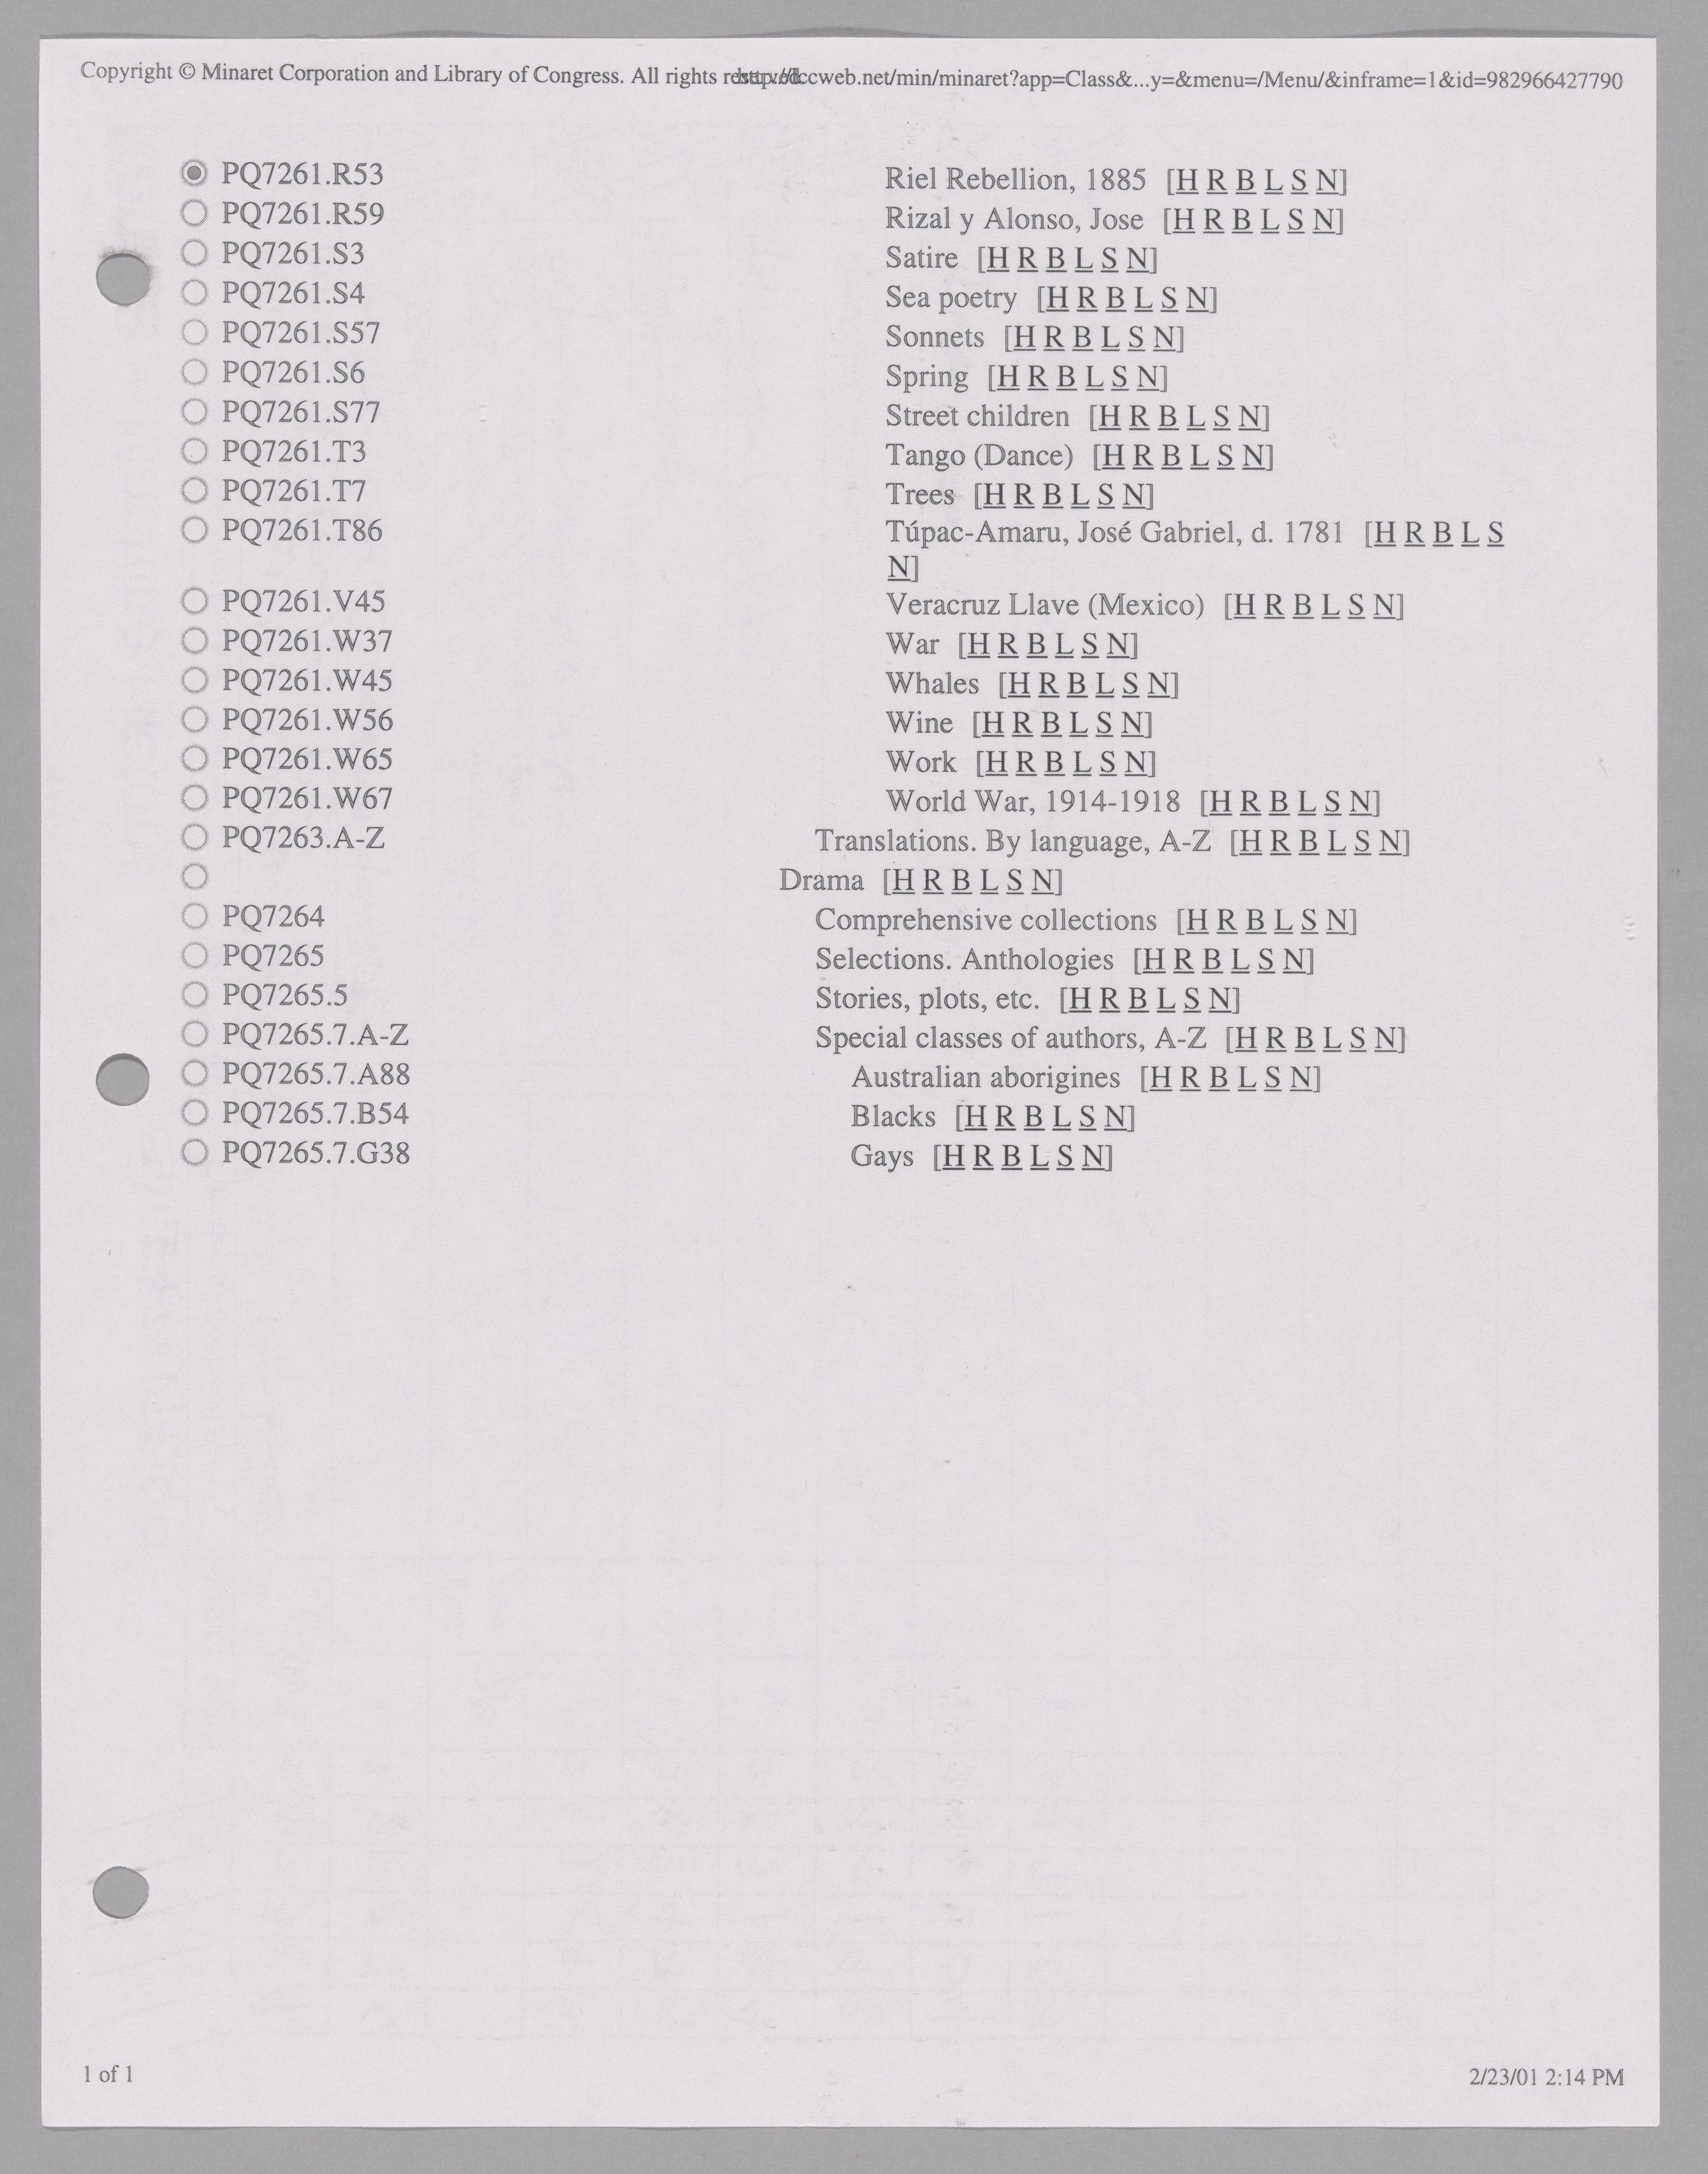 Copyright © Minaret Corporation and Library of Congress. All rights reserved. http://lccweb.net/min/minaret?app=Class&...y=&menu=/Menu/&inframe=1&id=982966427790
PQ7261.R53 Riel Rebellion, 1885 [H R B L S N]
PQ7261.R59 Rizal y Alonso, Jose [H R B L S N]
PQ7261.S3 Satire [H R B L S N]
PQ7261.S4 Sea poetry [H R B L S N]
PQ7261.S57 Sonnets [H R B L S N]
PQ7261.S6 Spring [H R B L S N]
PQ7261.S77 Street children [H R B L S N]
PQ7261.T3 Tango (Dance) [H R B L S N]
PQ7261.T7 Trees [H R B L S N]
PQ7261.T86 Túpac-Amaru, José Gabriel, d. 1781 [H R B L S
N]
PQ7261.V45 Veracruz Llave (Mexico) [H R B L S N]
PQ7261.W37 War [H R B L S N]
PQ7261.W45 Whales [H R B L S N]
PQ7261.W56 Wine [H R B L S N]
PQ7261.W65 Work [H R B L S N]
PQ7261.W67 World War, 1914-1918 [H R B L S N]
PQ7263.A-Z Translations. By language, A-Z [H R B L S N]
Drama [H R B L S N]
PQ7264 Comprehensive collections [H R B L S N]
PQ7265 Selections. Anthologies [H R B L S N]
PQ7265.5 Stories, plots, etc. [H R B L S N]
PQ7265.7.A-Z Special classes of authors, A-Z [H R B L S N]
PQ7265.7.A88 Australian aborigines [H R B L S N]
PQ7265.7.B54 Blacks [H R B L S N]
PQ7265.7.G38 Gays [H R B L S N]
1 of 1 2/23/01 2:14 PM